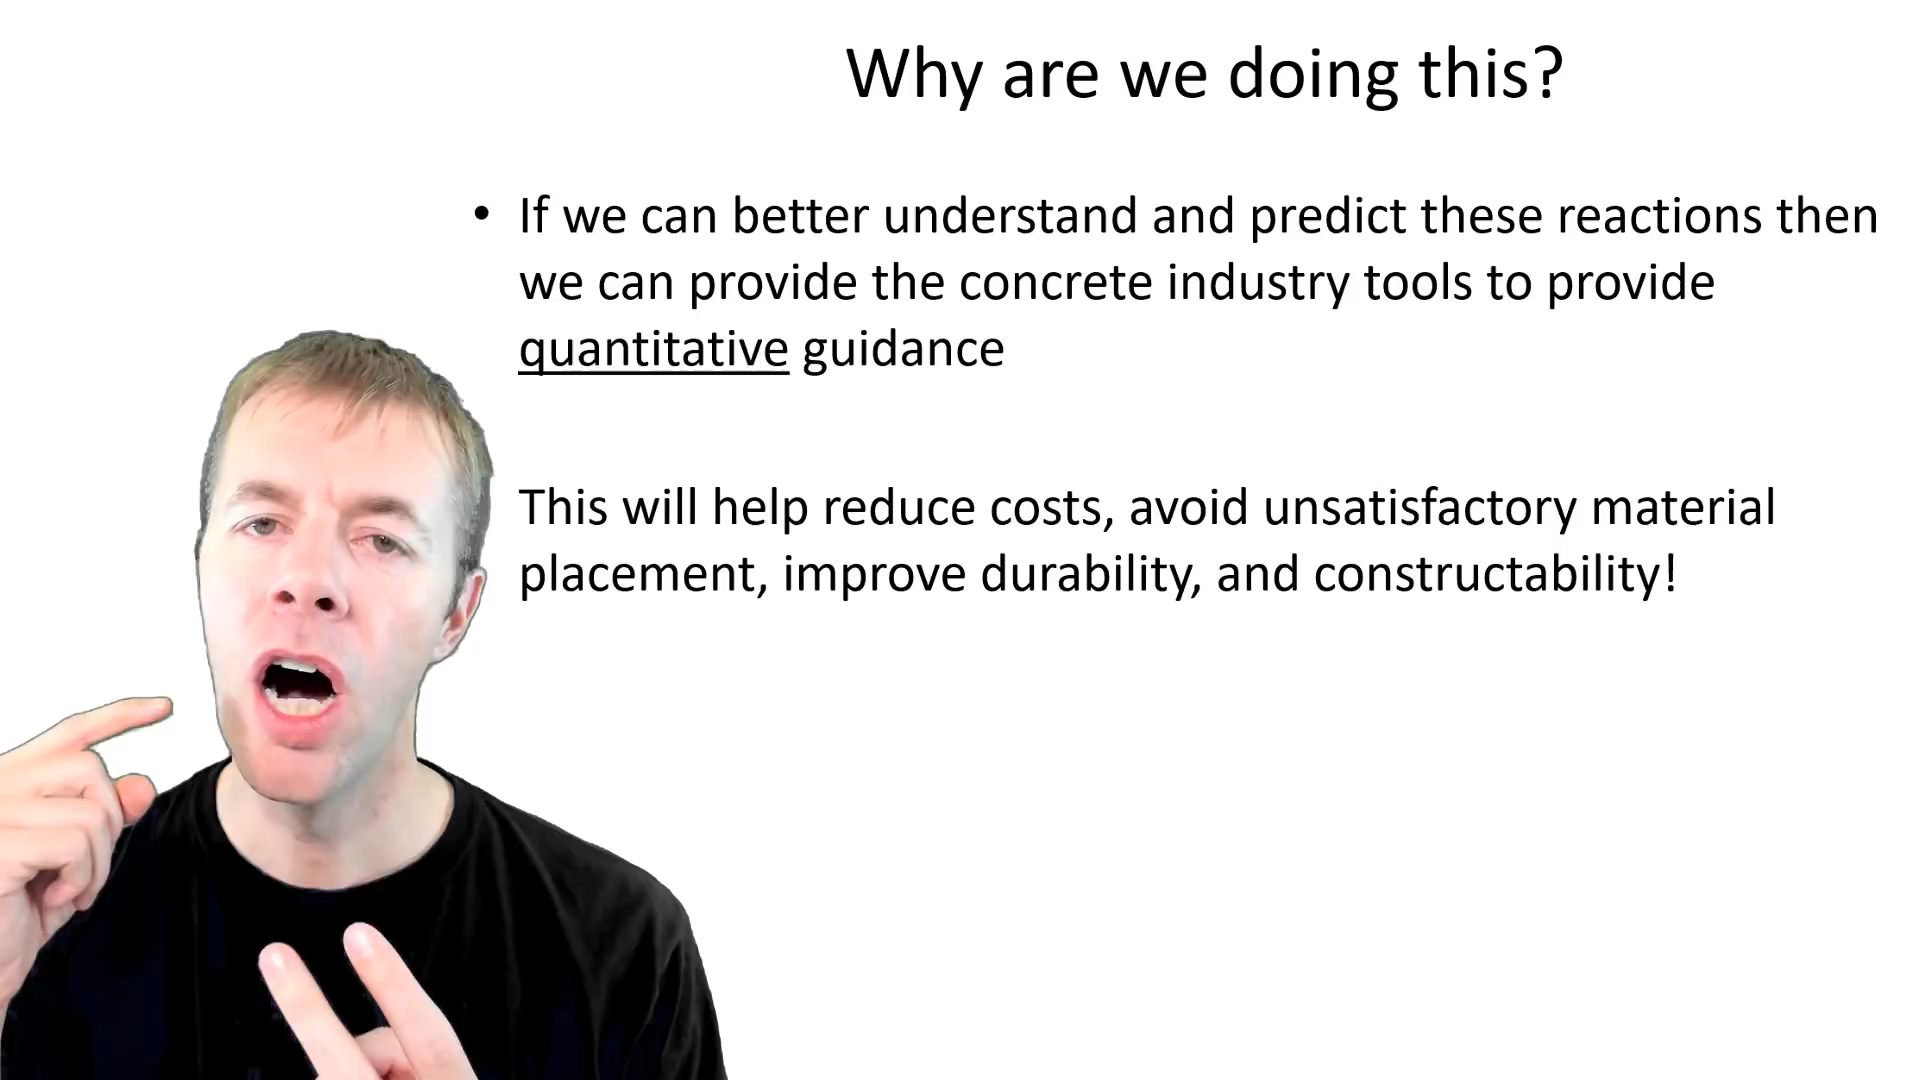 Why are we doing this?
• If we can better understand and predict these reactions then
we can provide the concrete industry tools to provide
quantitative guidance
This will help reduce costs, avoid unsatisfactory material
placement, improve durability, and constructability!